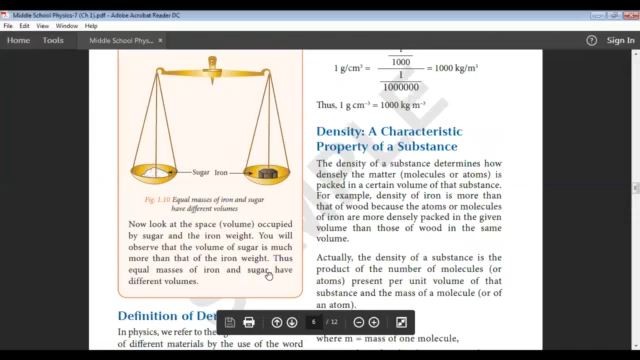 Middle School Physics-7 (Ch.1).pdf - Adobe Acrobat Reader DC
File Edit View Window Help
Home Tools Middle School Phys... × Sign In
Sugar Iron
Fig. 1.10 Equal masses of iron and sugar
have different volumes
Now look at the space (volume) occupied
by sugar and the iron weight. You will
observe that the volume of sugar is much
more than that of the iron weight. Thus
equal masses of iron and sugar have
different volumes.
Definition of Den
In physics, we refer to the
of different materials by the use of the word
1
1000
1 g/cm³ = = 1000 kg/m³
1
1000000
Thus, 1 g cm⁻³ = 1000 kg m⁻³
Density: A Characteristic
Property of a Substance
The density of a substance determines how
densely the matter (molecules or atoms) is
packed in a certain volume of that substance.
For example, density of iron is more than
that of wood because the atoms or molecules
of iron are more densely packed in the given
volume than those of wood in the same
volume.
Actually, the density of a substance is the
product of the number of molecules (or
atoms) present per unit volume of that
substance and the mass of a molecule (or of
an atom).
where m = mass of one molecule,
6 / 12